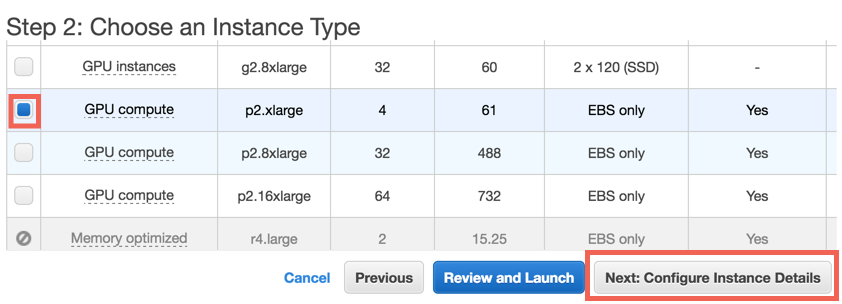 Step 2: Choose an Instance Type
GPU instances g2.8xlarge 32 60 2 x 120 (SSD) -
GPU compute p2.xlarge 4 61 EBS only Yes
GPU compute p2.8xlarge 32 488 EBS only Yes
GPU compute p2.16xlarge 64 732 EBS only Yes
Memory optimized r4.large 2 15.25 EBS only Yes
Cancel Previous Review and Launch Next: Configure Instance Details